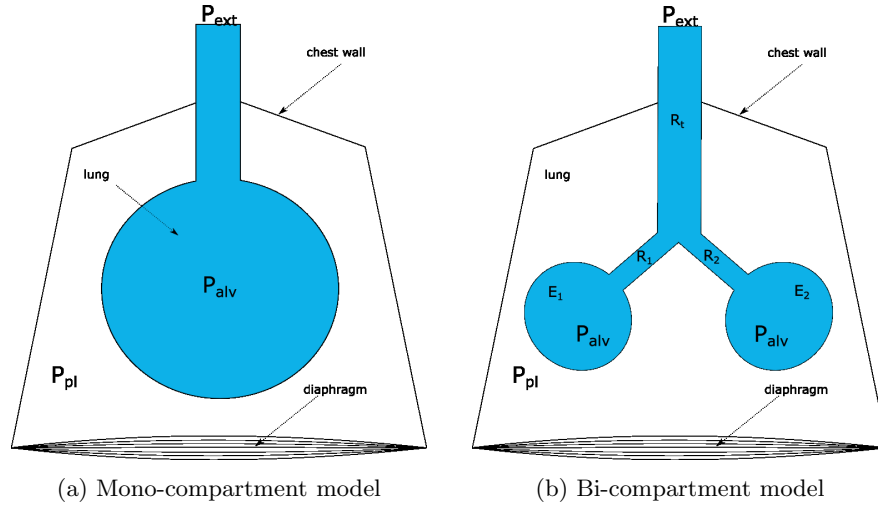 P_ext
chest wall
lung
P_alv
P_pl
diaphragm
(a) Mono-compartment model
P_ext
chest wall
R_t
lung
R_1
R_2
E_1
E_2
P_alv
P_alv
P_pl
diaphragm
(b) Bi-compartment model